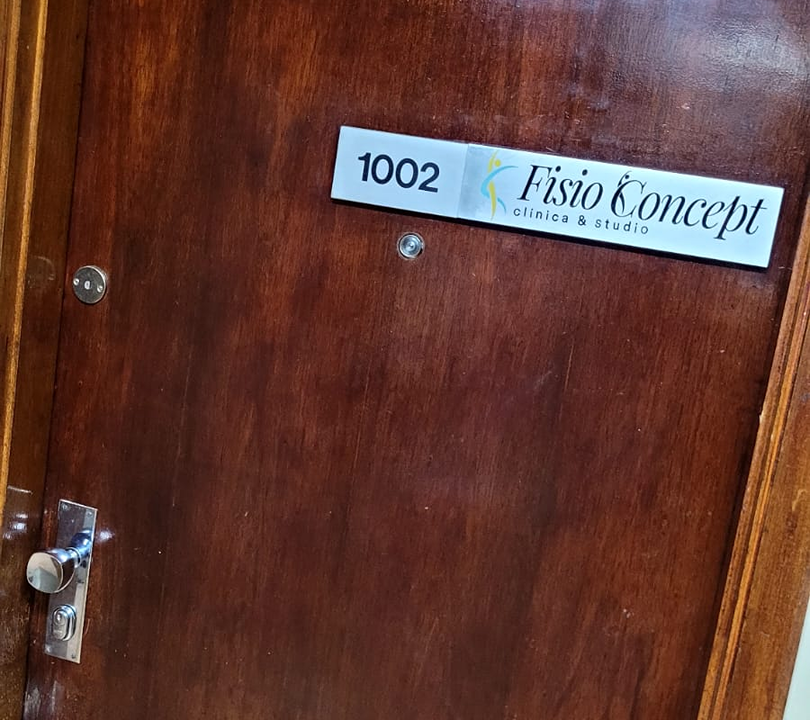 1002
Fisio Concept
clínica & studio